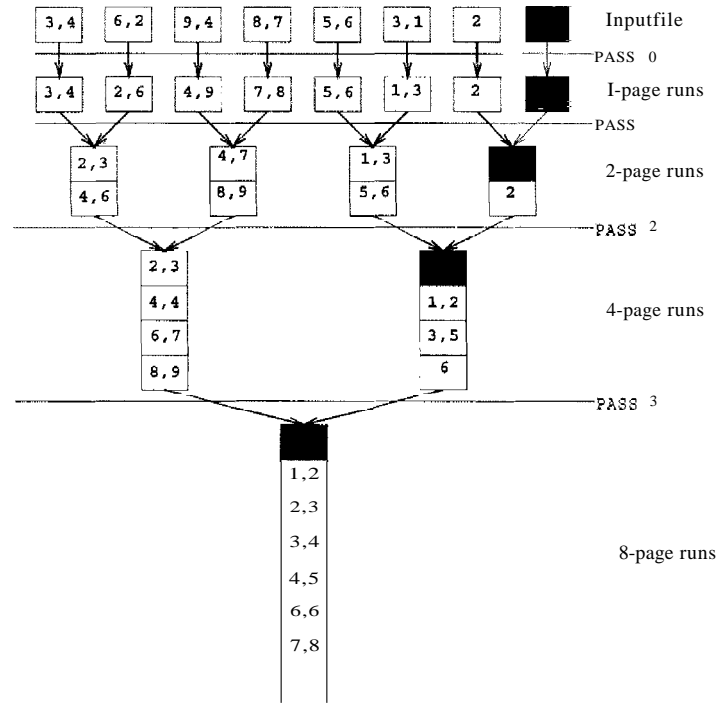 3,4 6,2 9,4 8,7 5,6 3,1 2 Inputfile
PASS 0
3,4 2,6 4,9 7,8 5,6 1,3 2 I-page runs
PASS
2,3 4,7 1,3 2-page runs
4,6 8,9 5,6 2
PASS 2
2,3
4,4 1,2 4-page runs
6,7 3,5
8,9 6
PASS 3
1,2
2,3
3,4
4,5 8-page runs
6,6
7,8